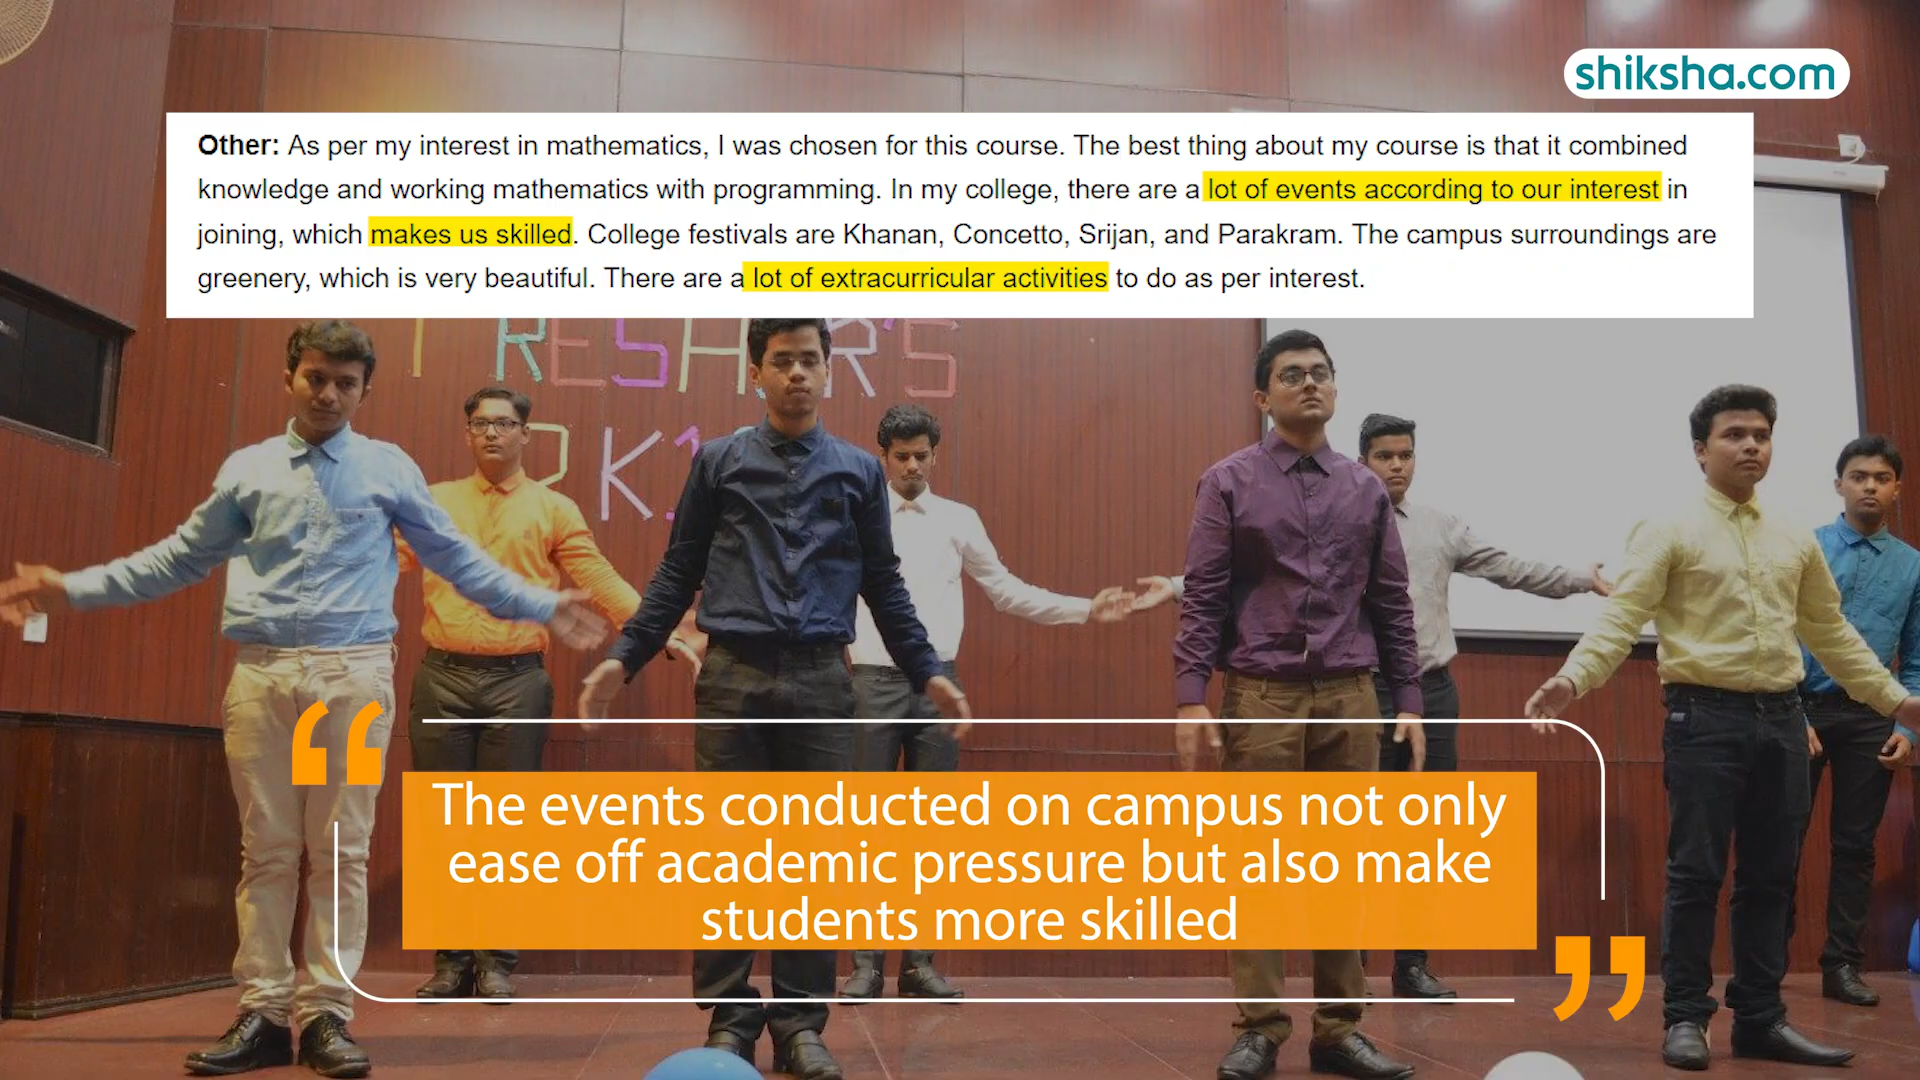 shiksha.com
Other: As per my interest in mathematics, I was chosen for this course. The best thing about my course is that it combined
knowledge and working mathematics with programming. In my college, there are a lot of events according to our interest in
joining, which makes us skilled. College festivals are Khanan, Concetto, Srijan, and Parakram. The campus surroundings are
greenery, which is very beautiful. There are a lot of extracurricular activities to do as per interest.
“
The events conducted on campus not only
ease off academic pressure but also make
students more skilled
”